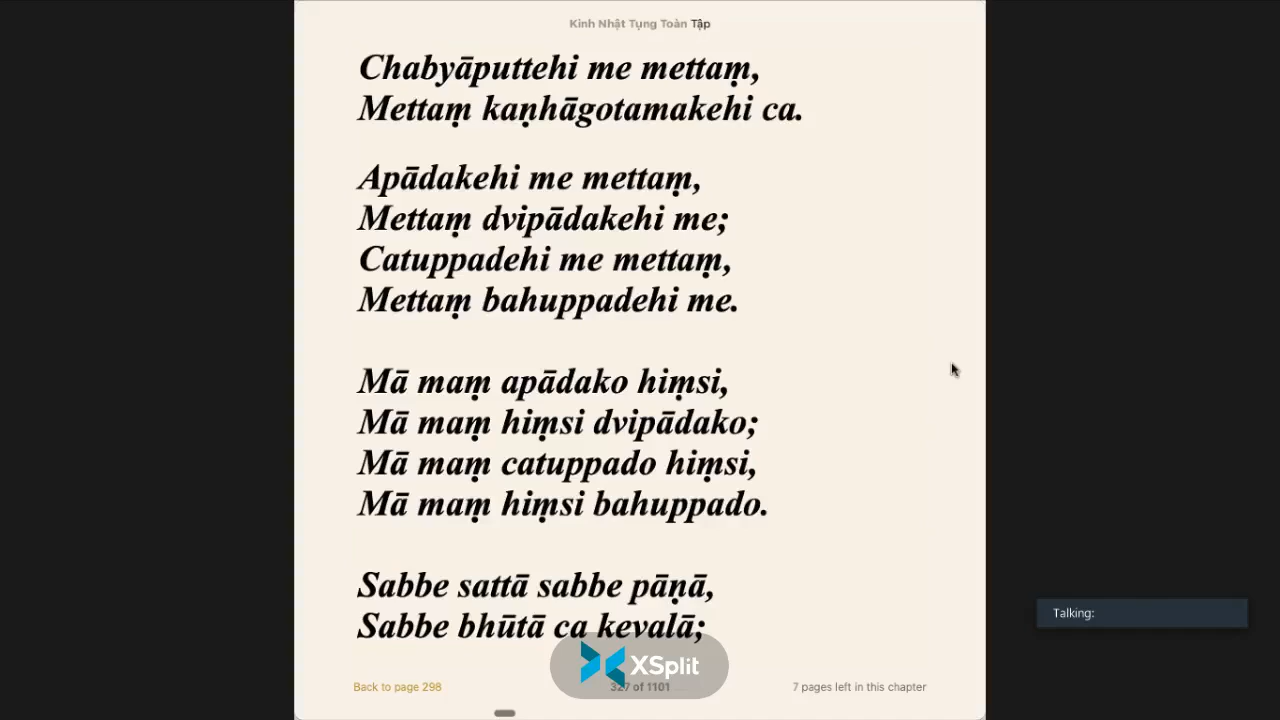 Kinh Nhật Tụng Toàn Tập
Chabyāputtehi me mettaṃ,
Mettaṃ kaṇhāgotamakehi ca.
Apādakehi me mettaṃ,
Mettaṃ dvipādakehi me;
Catuppadehi me mettaṃ,
Mettaṃ bahuppadehi me.
Mā maṃ apādako hiṃsi,
Mā maṃ hiṃsi dvipādako;
Mā maṃ catuppado hiṃsi,
Mā maṃ hiṃsi bahuppado.
Talking:
Sabbe sattā sabbe pāṇā,
Sabbe bhūtā ca kevalā;
XSplit
Back to page 298
327 of 1101
7 pages left in this chapter